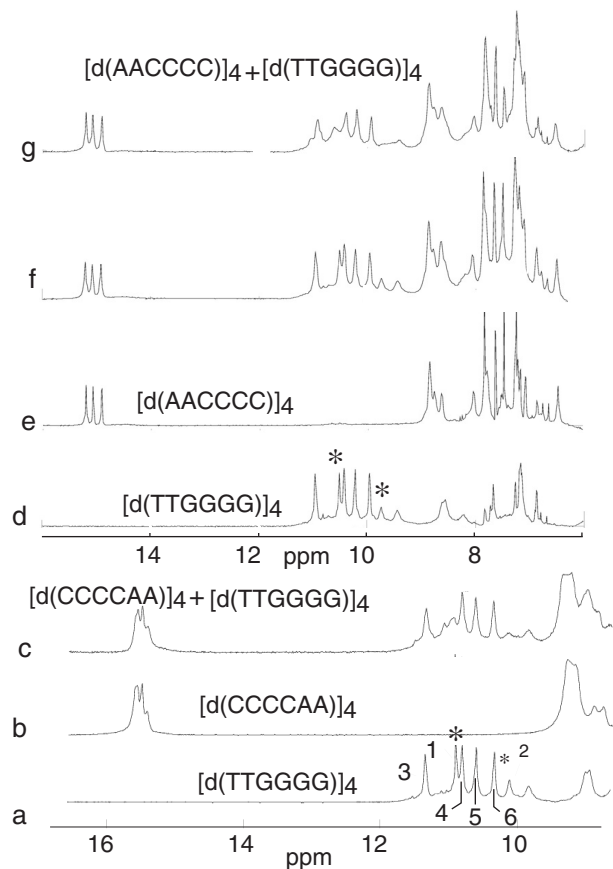 [d(AACCCC)]4 + [d(TTGGGG)]4
g
f
e
[d(AACCCC)]4
*
*
[d(TTGGGG)]4
d
14 12 10 8
ppm
[d(CCCCAA)]4 + [d(TTGGGG)]4
c
[d(CCCCAA)]4
b
*
1
* 2
[d(TTGGGG)]4
3
a
4 5 6
16 14 12 10
ppm